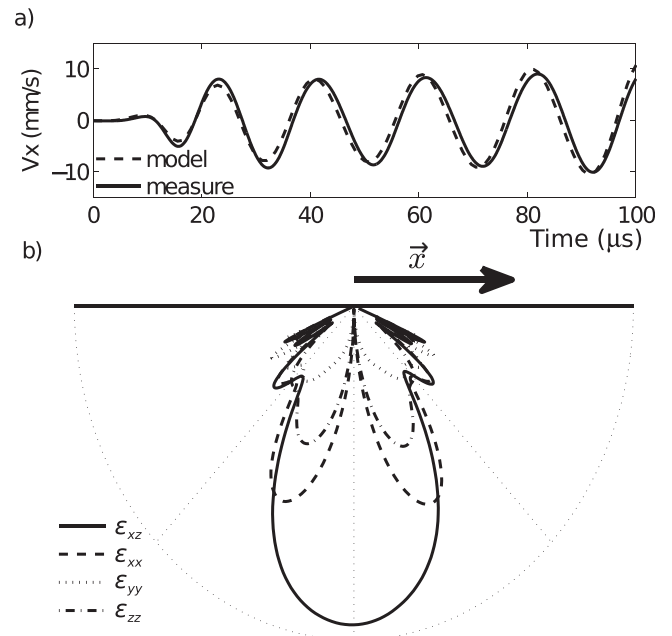 a)
Vx (mm/s)
10
0
−10
model
measure
0 20 40 60 80 100
Time (μs)
b)
x⃗
ε_xz
ε_xx
ε_yy
ε_zz